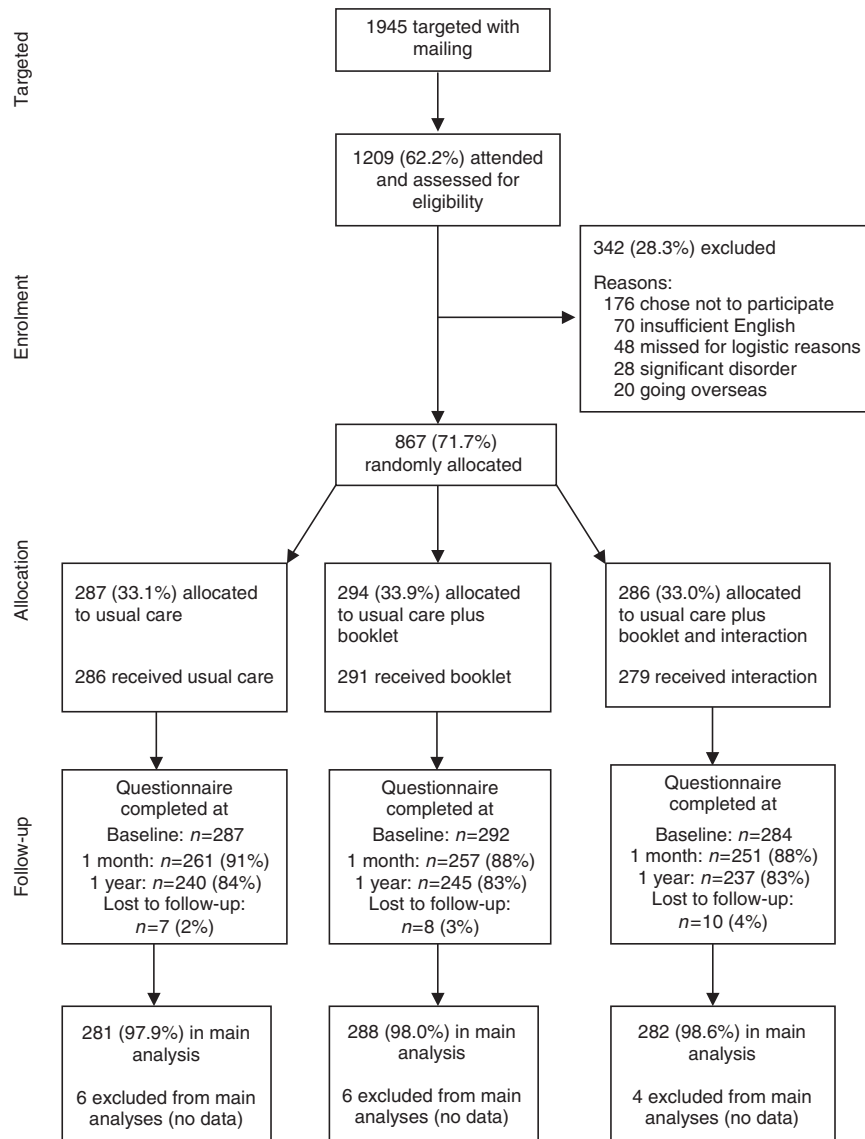 Targeted
1945 targeted with
mailing
1209 (62.2%) attended
and assessed for
eligibility
Enrolment
342 (28.3%) excluded
Reasons:
176 chose not to participate
70 insufficient English
48 missed for logistic reasons
28 significant disorder
20 going overseas
867 (71.7%)
randomly allocated
Allocation
287 (33.1%) allocated
to usual care
286 received usual care
294 (33.9%) allocated
to usual care plus
booklet
291 received booklet
286 (33.0%) allocated
to usual care plus
booklet and interaction
279 received interaction
Follow-up
Questionnaire
completed at
Baseline: n=287
1 month: n=261 (91%)
1 year: n=240 (84%)
Lost to follow-up:
n=7 (2%)
Questionnaire
completed at
Baseline: n=292
1 month: n=257 (88%)
1 year: n=245 (83%)
Lost to follow-up:
n=8 (3%)
Questionnaire
completed at
Baseline: n=284
1 month: n=251 (88%)
1 year: n=237 (83%)
Lost to follow-up:
n=10 (4%)
281 (97.9%) in main
analysis
6 excluded from main
analyses (no data)
288 (98.0%) in main
analysis
6 excluded from main
analyses (no data)
282 (98.6%) in main
analysis
4 excluded from main
analyses (no data)